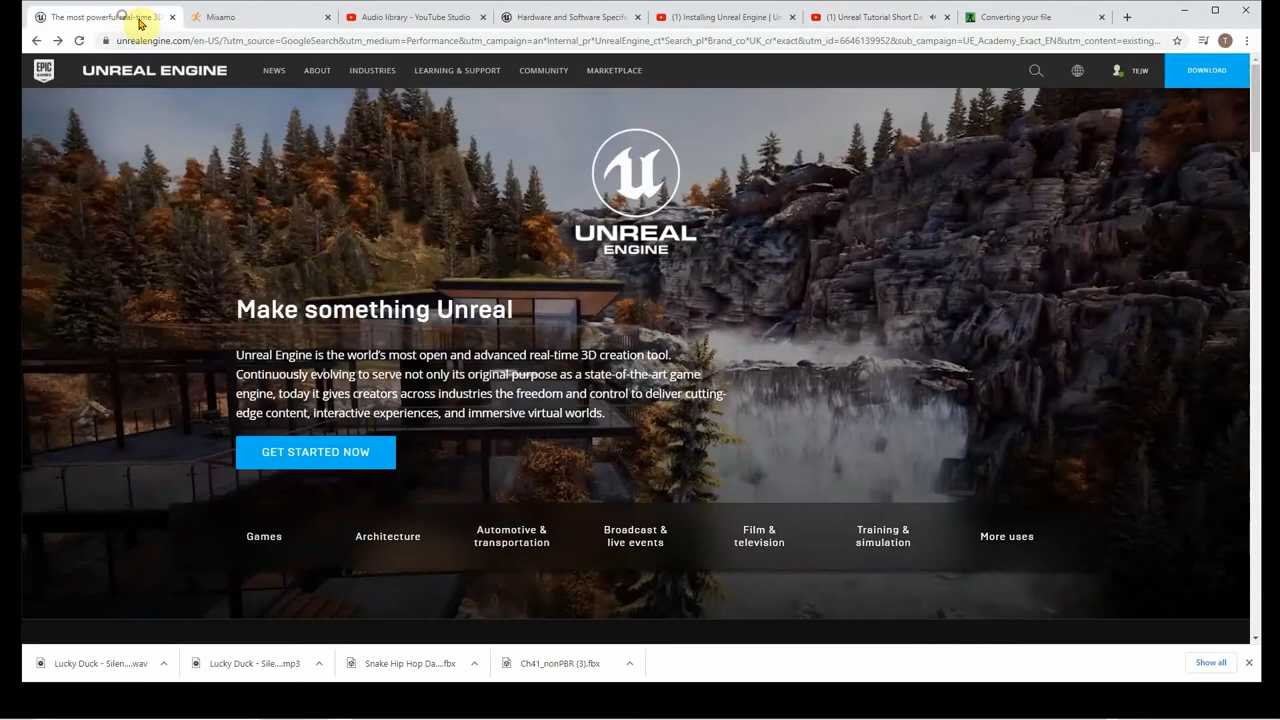 The most powerful real-time 3D
Mixamo
Audio library - YouTube Studio
Hardware and Software Specific
(1) Installing Unreal Engine | Un
(1) Unreal Tutorial Short Da
Converting your file
unrealengine.com/en-US/?utm_source=GoogleSearch&utm_medium=Performance&utm_campaign=an*Internal_pr*UnrealEngine_ct*Search_pl*Brand_co*UK_cr*exact&utm_id=6646139952&sub_campaign=UE_Academy_Exact_EN&utm_content=existing...
T
EPIC GAMES
UNREAL ENGINE
NEWS
ABOUT
INDUSTRIES
LEARNING & SUPPORT
COMMUNITY
MARKETPLACE
TEJW
DOWNLOAD
UNREAL
ENGINE
Make something Unreal
Unreal Engine is the world's most open and advanced real-time 3D creation tool.
Continuously evolving to serve not only its original purpose as a state-of-the-art game
engine, today it gives creators across industries the freedom and control to deliver cutting-
edge content, interactive experiences, and immersive virtual worlds.
GET STARTED NOW
Games
Architecture
Automotive &
transportation
Broadcast &
live events
Film &
television
Training &
simulation
More uses
Lucky Duck - Silen....wav
Lucky Duck - Sile....mp3
Snake Hip Hop Da....fbx
Ch41_nonPBR (3).fbx
Show all